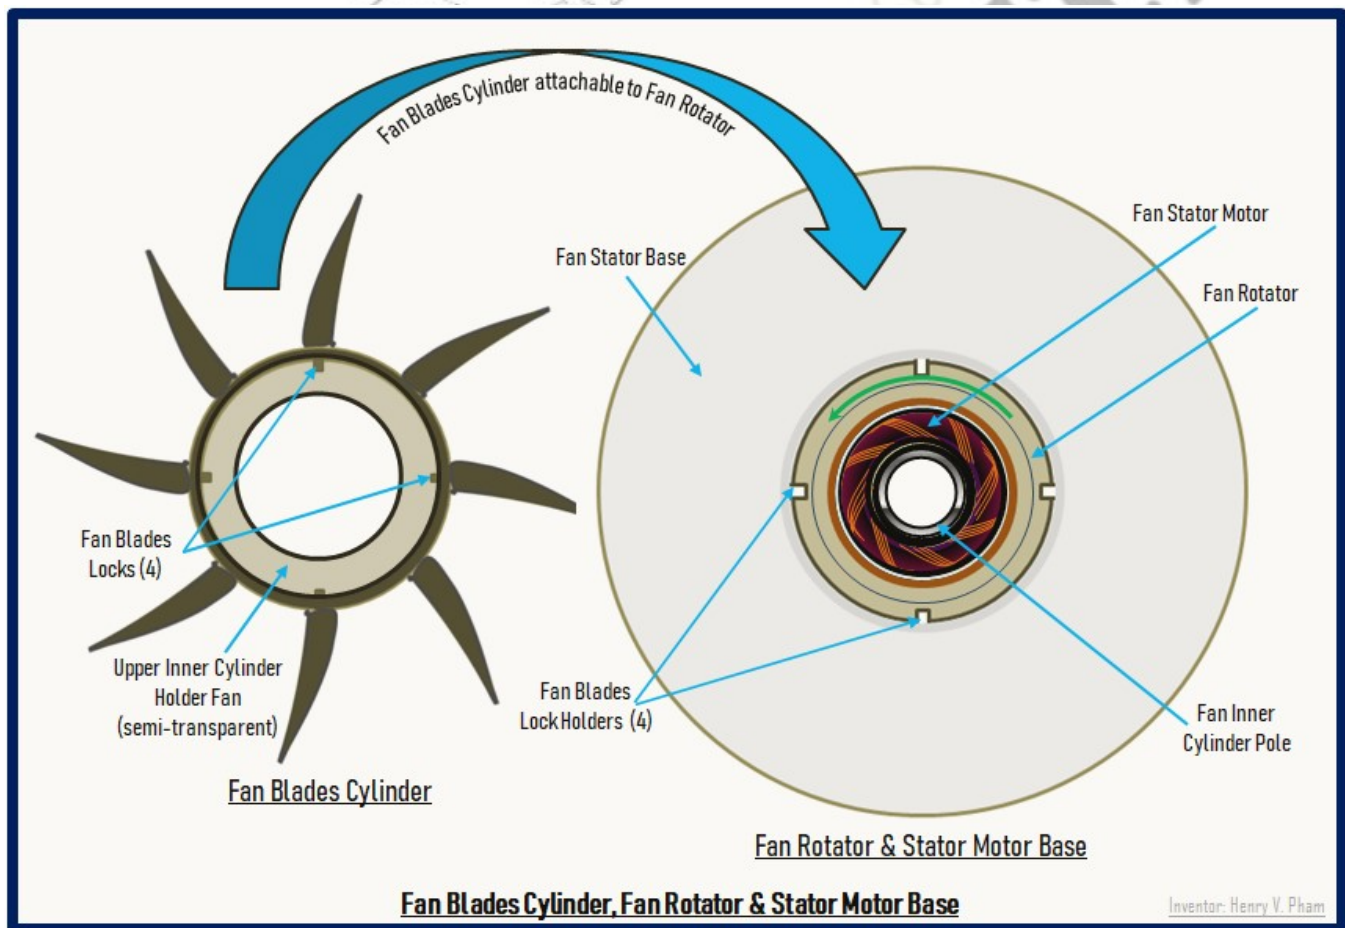 Fan Blades Cylinder attachable to Fan Rotator
Fan Stator Motor
Fan Stator Base
Fan Rotator
Fan Blades
Locks (4)
Upper Inner Cylinder
Holder Fan
(semi-transparent)
Fan Blades
Lock Holders (4)
Fan Inner
Cylinder Pole
Fan Blades Cylinder
Fan Rotator & Stator Motor Base
Fan Blades Cylinder, Fan Rotator & Stator Motor Base
Inventor: Henry V. Pham